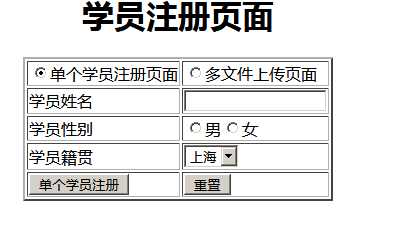 学员注册页面
单个学员注册页面 多文件上传页面
学员姓名
学员性别 男 女
学员籍贯 上海
单个学员注册 重置